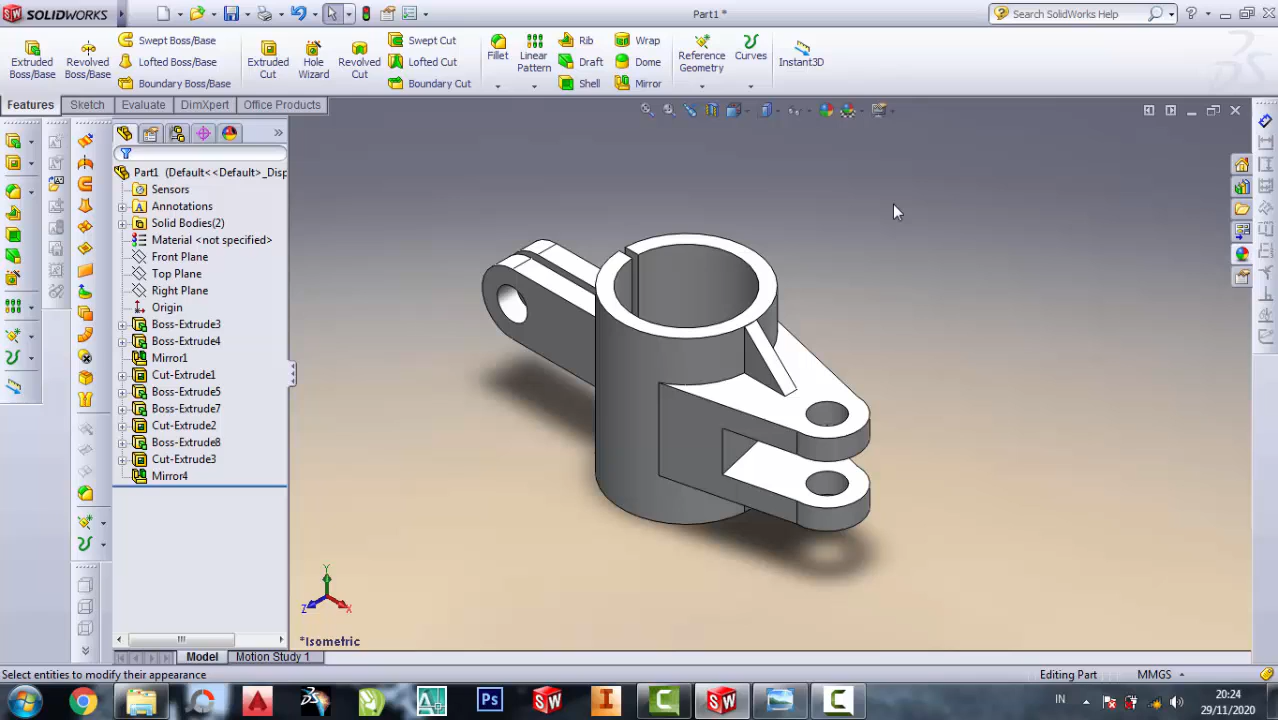 SOLIDWORKS
Part1 *
Search SolidWorks Help
Extruded Boss/Base
Revolved Boss/Base
Swept Boss/Base
Lofted Boss/Base
Boundary Boss/Base
Extruded Cut
Hole Wizard
Revolved Cut
Swept Cut
Lofted Cut
Boundary Cut
Fillet
Linear Pattern
Rib
Draft
Shell
Wrap
Dome
Mirror
Reference Geometry
Curves
Instant3D
Features
Sketch
Evaluate
DimXpert
Office Products
Part1 (Default<<Default>_Disp
Sensors
Annotations
Solid Bodies(2)
Material <not specified>
Front Plane
Top Plane
Right Plane
Origin
Boss-Extrude3
Boss-Extrude4
Mirror1
Cut-Extrude1
Boss-Extrude5
Boss-Extrude7
Cut-Extrude2
Boss-Extrude8
Cut-Extrude3
Mirror4
Y
Z
X
*Isometric
Model
Motion Study 1
Select entities to modify their appearance
Editing Part
MMGS
Ps
SW
SW
IN
20:24
29/11/2020